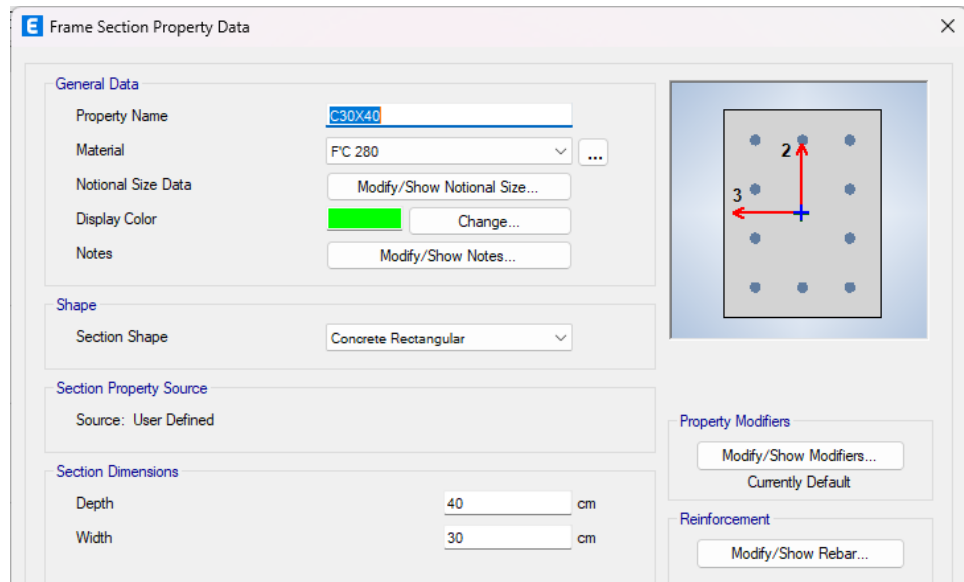 E Frame Section Property Data
General Data
Property Name C30X40
Material F'C 280 ...
Notional Size Data Modify/Show Notional Size...
Display Color Change...
Notes Modify/Show Notes...
2
3
Shape
Section Shape Concrete Rectangular
Section Property Source
Source: User Defined
Property Modifiers
Modify/Show Modifiers...
Currently Default
Section Dimensions
Depth 40 cm
Width 30 cm
Reinforcement
Modify/Show Rebar...